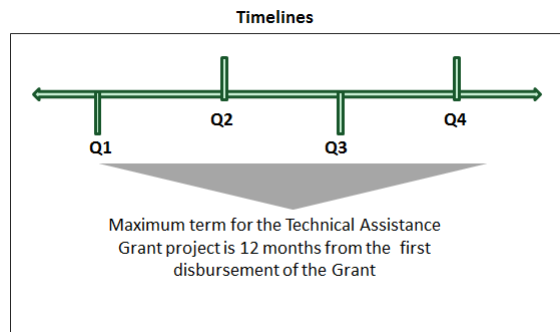 Timelines
Q2
Q4
Q1
Q3
Maximum term for the Technical Assistance
Grant project is 12 months from the first
disbursement of the Grant